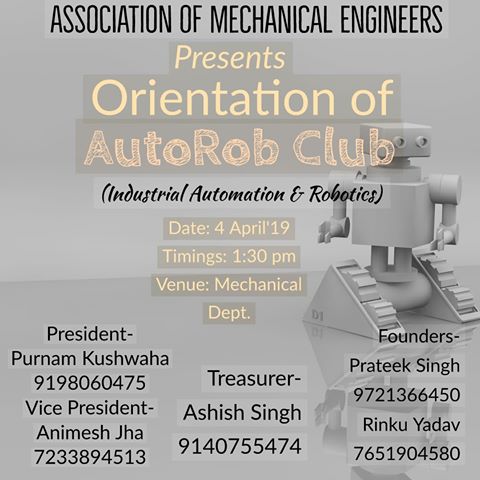 ASSOCIATION OF MECHANICAL ENGINEERS
Presents
Orientation of
AutoRob Club
(Industrial Automation & Robotics)
Date: 4 April'19
Timings: 1:30 pm
Venue: Mechanical
Dept.
D1
President-
Purnam Kushwaha
9198060475
Vice President-
Animesh Jha
7233894513
Treasurer-
Ashish Singh
9140755474
Founders-
Prateek Singh
9721366450
Rinku Yadav
7651904580